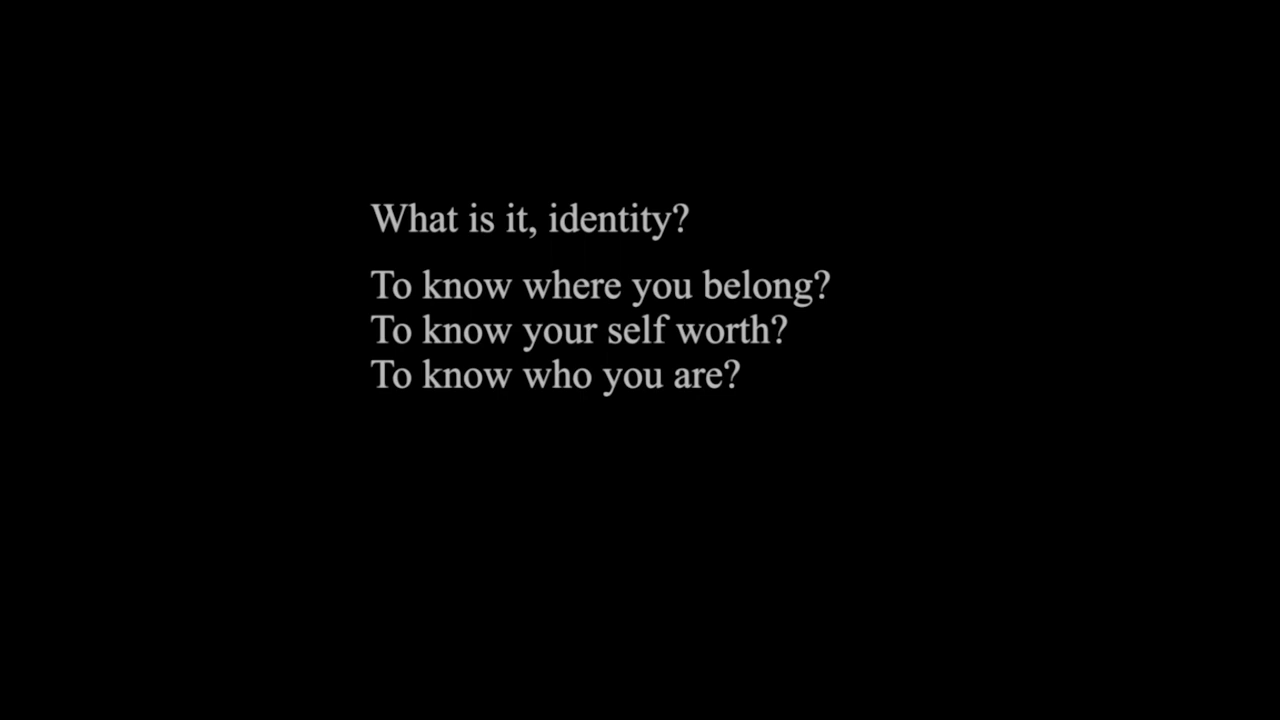 What is it, identity?
To know where you belong?
To know your self worth?
To know who you are?